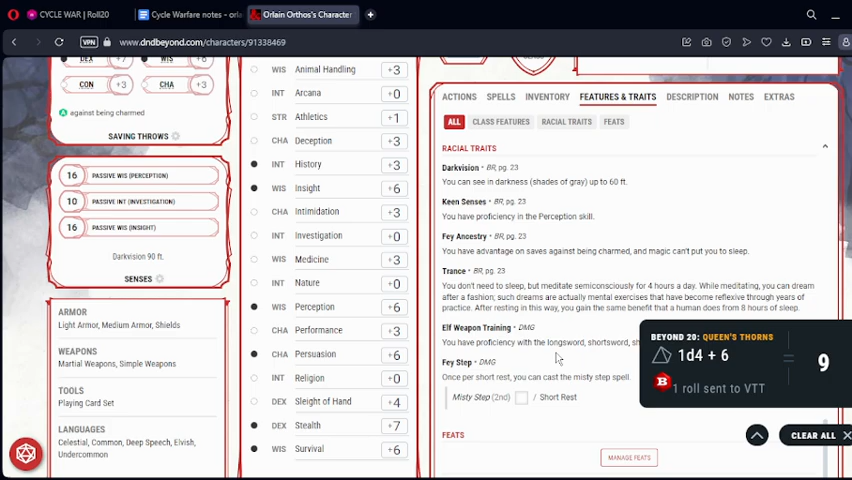 CYCLE WAR | Roll20
Cycle Warfare notes - orla
Orlain Orthos's Character
VPN
www.dndbeyond.com/characters/91338469
DEX +7 WIS +6
CON +3 CHA +3
A against being charmed
SAVING THROWS
16 PASSIVE WIS (PERCEPTION)
10 PASSIVE INT (INVESTIGATION)
16 PASSIVE WIS (INSIGHT)
Darkvision 90 ft.
SENSES
ARMOR
Light Armor, Medium Armor, Shields
WEAPONS
Martial Weapons, Simple Weapons
TOOLS
Playing Card Set
LANGUAGES
Celestial, Common, Deep Speech, Elvish,
Undercommon
WIS Animal Handling +3
INT Arcana +0
STR Athletics +1
CHA Deception +3
INT History +3
WIS Insight +6
CHA Intimidation +3
INT Investigation +0
WIS Medicine +3
INT Nature +0
WIS Perception +6
CHA Performance +3
CHA Persuasion +6
INT Religion +0
DEX Sleight of Hand +4
DEX Stealth +7
WIS Survival +6
ACTIONS SPELLS INVENTORY FEATURES & TRAITS DESCRIPTION NOTES EXTRAS
ALL CLASS FEATURES RACIAL TRAITS FEATS
RACIAL TRAITS
Darkvision • BR, pg. 23
You can see in darkness (shades of gray) up to 60 ft.
Keen Senses • BR, pg. 23
You have proficiency in the Perception skill.
Fey Ancestry • BR, pg. 23
You have advantage on saves against being charmed, and magic can't put you to sleep.
Trance • BR, pg. 23
You don't need to sleep, but meditate semiconsciously for 4 hours a day. While meditating, you can dream
after a fashion; such dreams are actually mental exercises that have become reflexive through years of
practice. After resting in this way, you gain the same benefit that a human does from 8 hours of sleep.
Elf Weapon Training • DMG
You have proficiency with the longsword, shortsword, sh
Fey Step • DMG
Once per short rest, you can cast the misty step spell
Misty Step (2nd) / Short Rest
FEATS
MANAGE FEATS
BEYOND 20: QUEEN'S THORNS
1d4 + 6 = 9
1 roll sent to VTT
CLEAR ALL X